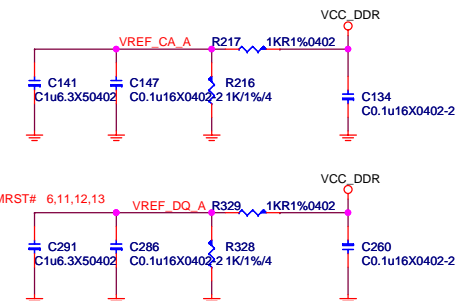 VCC_DDR
VREF_CA_A R217 1KR1%0402
C141 C147 R216
C1u6.3X50402 C0.1u16X0402-2 1K/1%/4
C134
C0.1u16X0402-2
VCC_DDR
MRST# 6,11,12,13 VREF_DQ_A R329 1KR1%0402
C291 C286 R328 C260
C1u6.3X50402 C0.1u16X0402-2 1K/1%/4 C0.1u16X0402-2